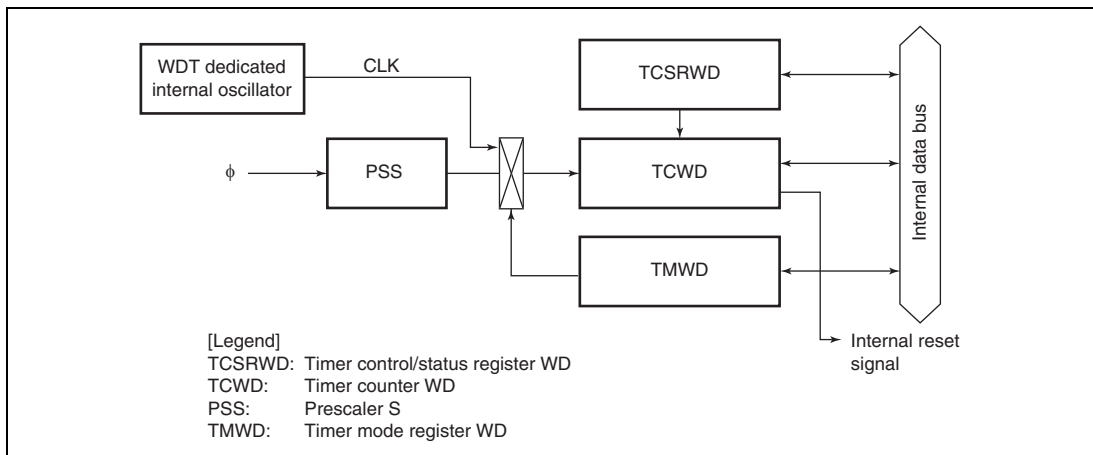 WDT dedicated
internal oscillator
CLK
TCSRWD
φ
PSS
TCWD
TMWD
Internal data bus
Internal reset
signal
[Legend]
TCSRWD: Timer control/status register WD
TCWD: Timer counter WD
PSS: Prescaler S
TMWD: Timer mode register WD